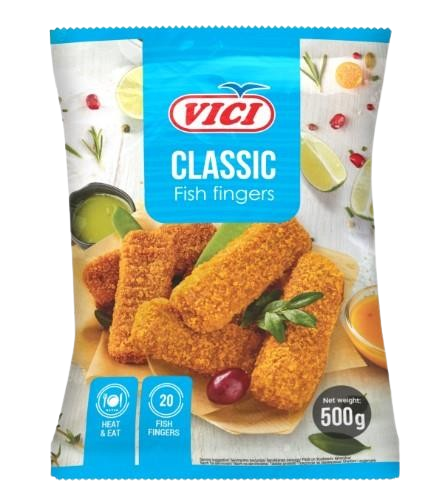 VICI
CLASSIC
Fish fingers
Net weight:
500g
HEAT
& EAT
20
FISH
FINGERS